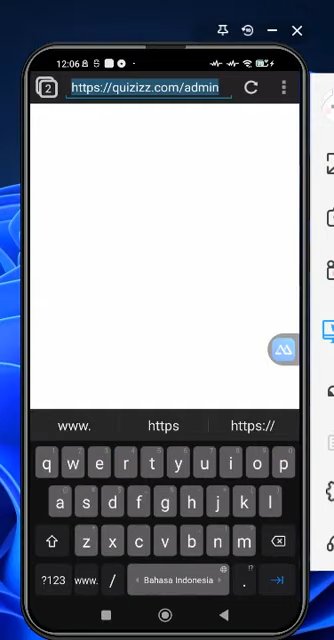 12:06
2
https://quizizz.com/admin
www. https https://
q w e r t y u i o p
a s d f g h j k l
z x c v b n m
?123 www. / Bahasa Indonesia .